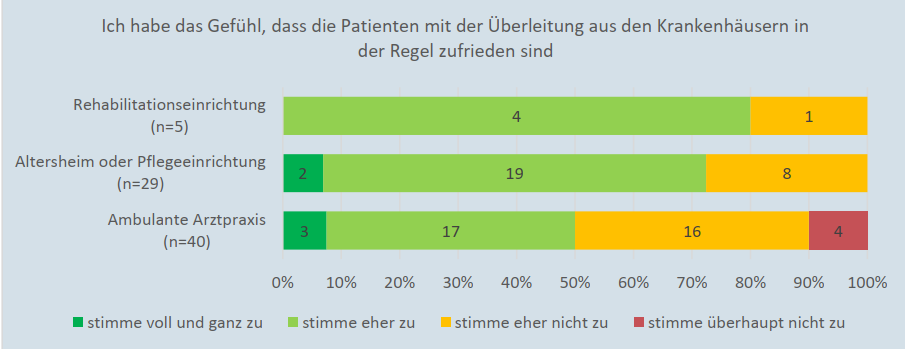 Ich habe das Gefühl, dass die Patienten mit der Überleitung aus den Krankenhäusern in
der Regel zufrieden sind
Rehabilitationseinrichtung
(n=5)
4 1
Altersheim oder Pflegeeinrichtung
(n=29)
2 19 8
Ambulante Arztpraxis
(n=40)
3 17 16 4
0% 10% 20% 30% 40% 50% 60% 70% 80% 90% 100%
stimme voll und ganz zu stimme eher zu stimme eher nicht zu stimme überhaupt nicht zu